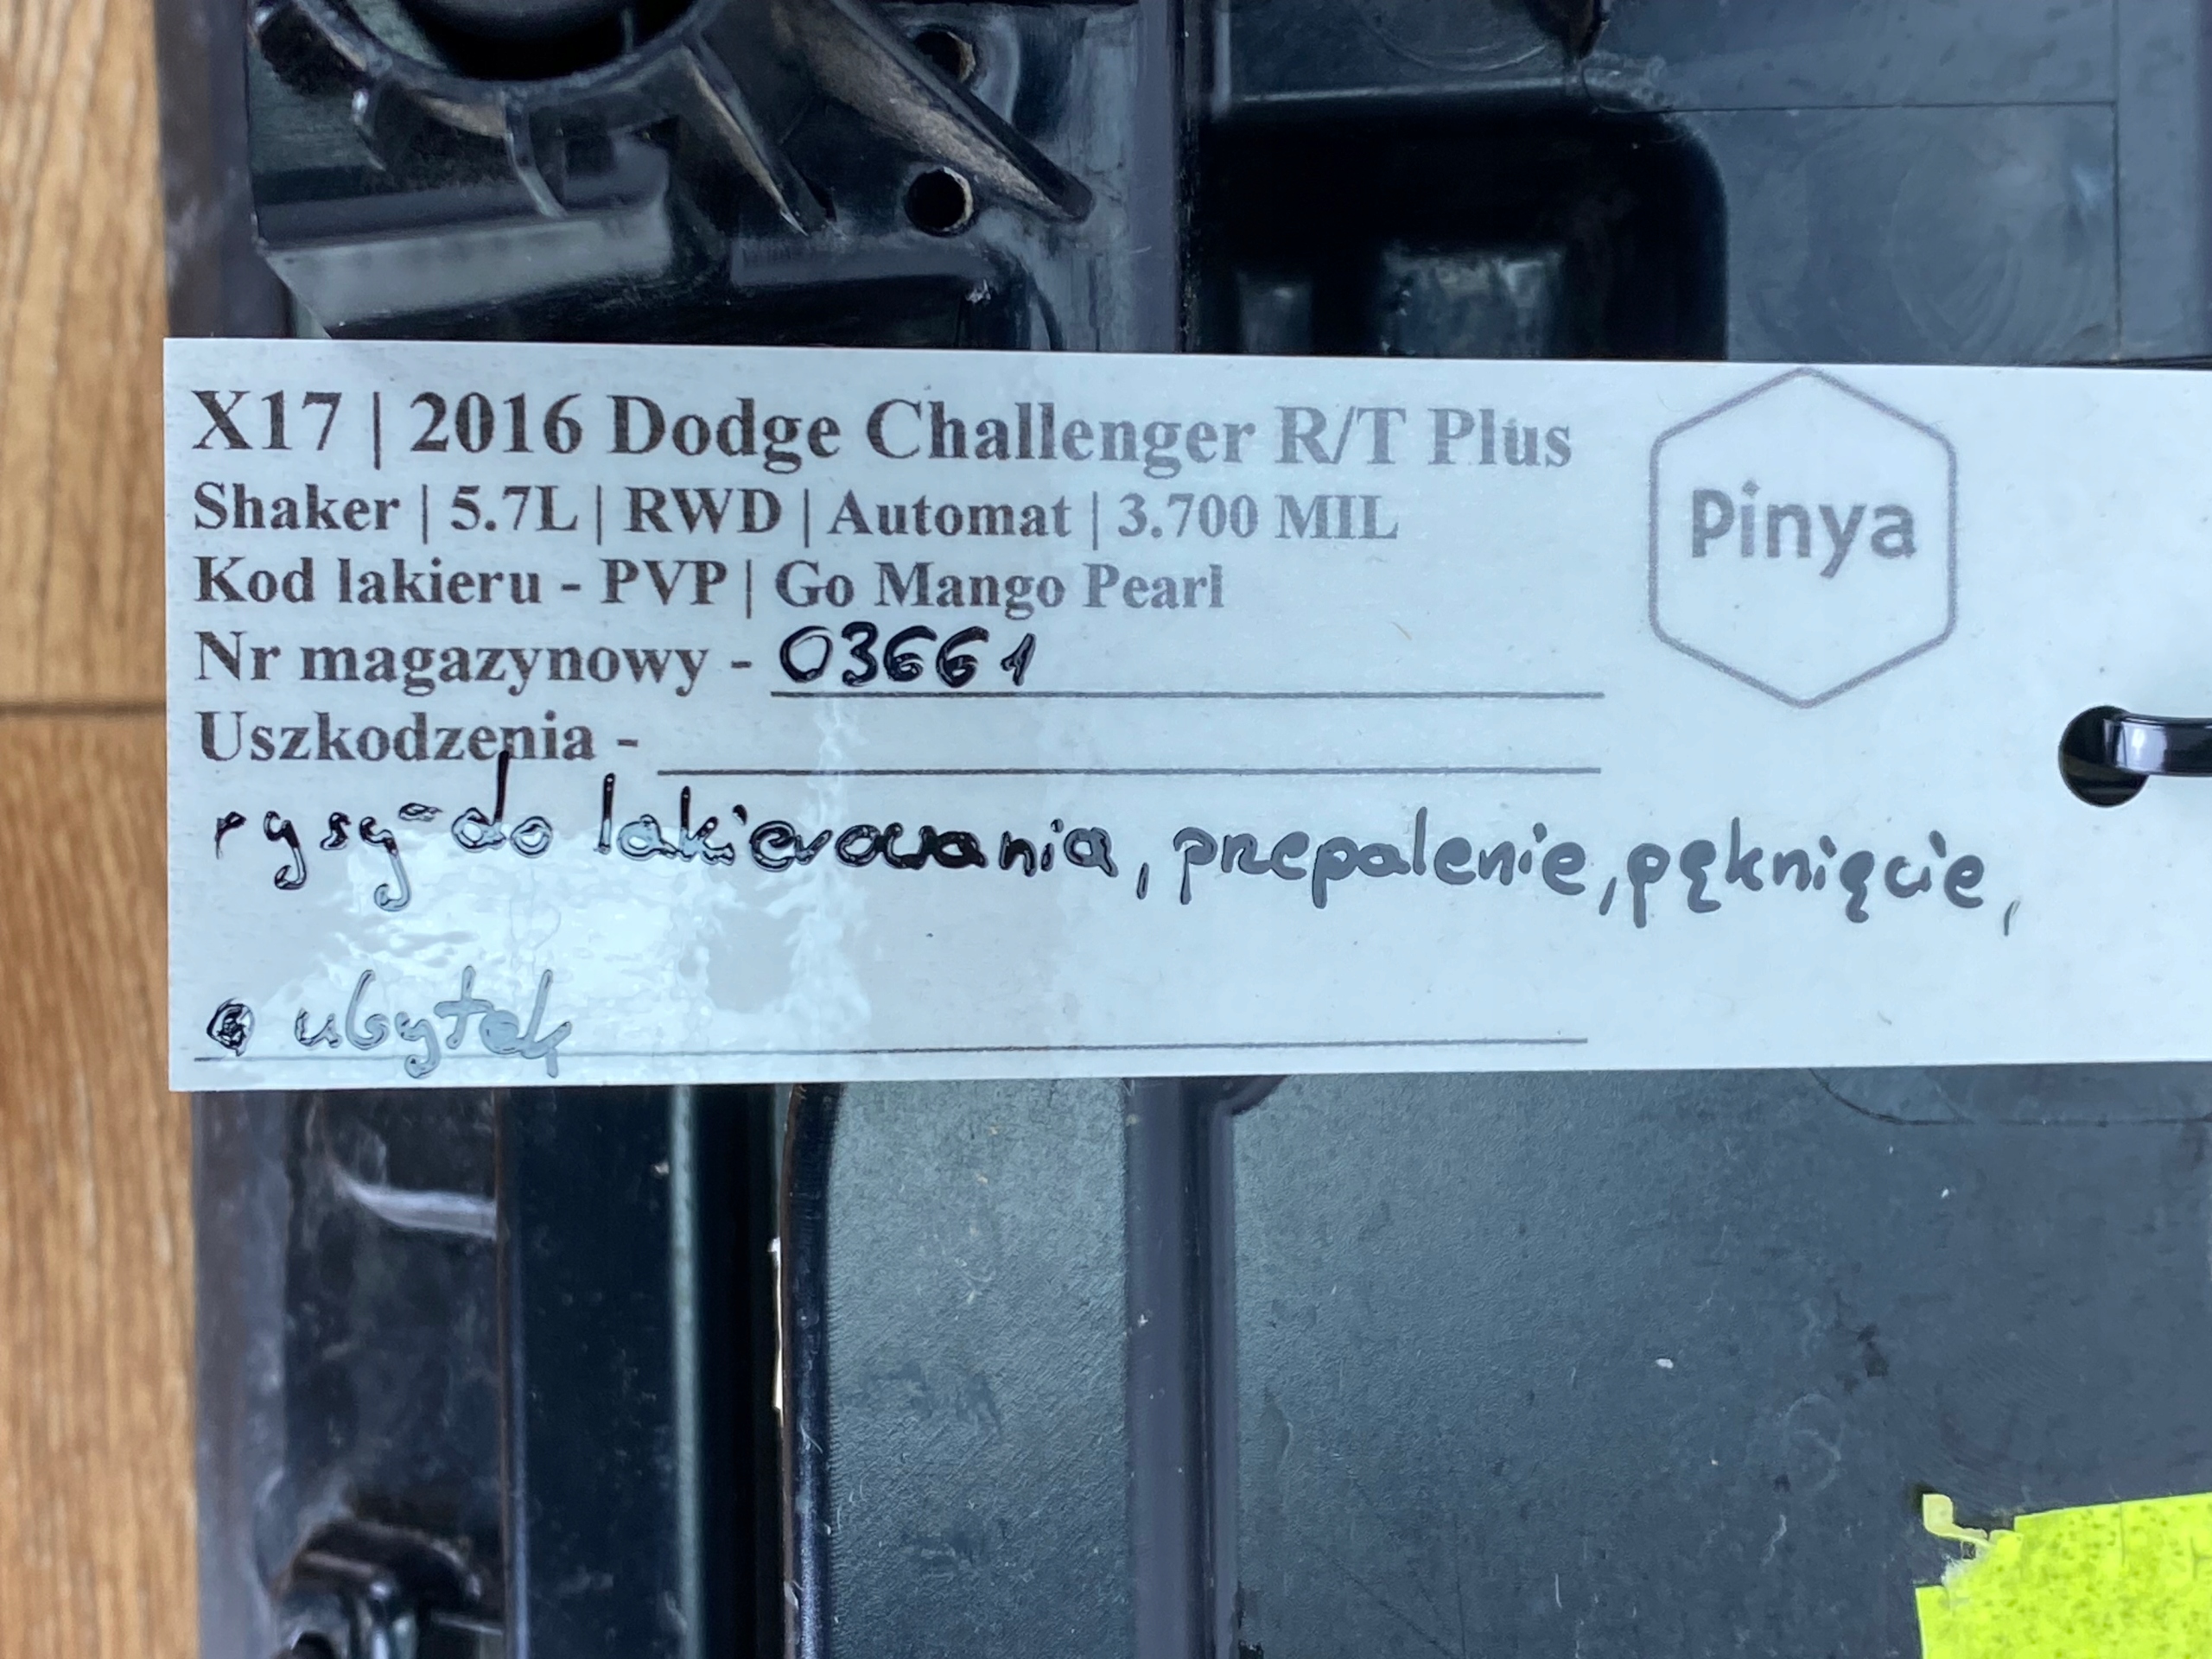 X17 | 2016 Dodge Challenger R/T Plus
Shaker | 5.7L | RWD | Automat | 3.700 MIL
Kod lakieru - PVP | Go Mango Pearl
Nr magazynowy - 03661
Uszkodzenia -
rysy-do lakierowania, przepalenie, pęknięcie,
ubytek
Pinya